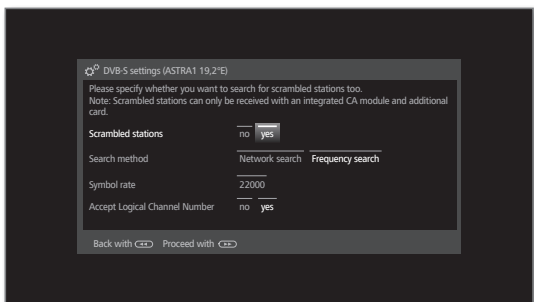 DVB-S settings (ASTRA1 19,2°E)
Please specify whether you want to search for scrambled stations too.
Note: Scrambled stations can only be received with an integrated CA module and additional
card.
Scrambled stations no yes
Search method Network search Frequency search
Symbol rate 22000
Accept Logical Channel Number no yes
Back with Proceed with